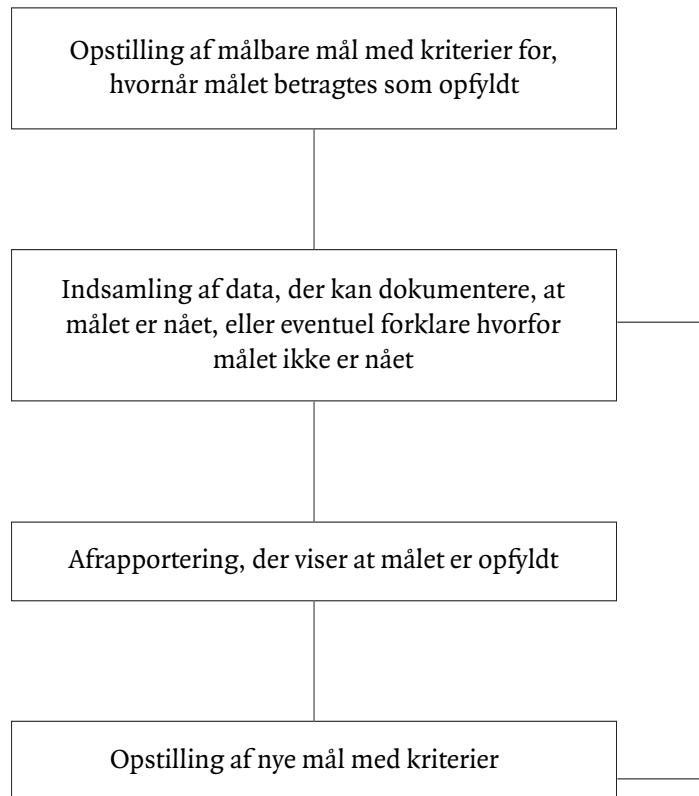 Opstilling af målbare mål med kriterier for,
hvornår målet betragtes som opfyldt
Indsamling af data, der kan dokumentere, at
målet er nået, eller eventuel forklare hvorfor
målet ikke er nået
Afrapportering, der viser at målet er opfyldt
Opstilling af nye mål med kriterier